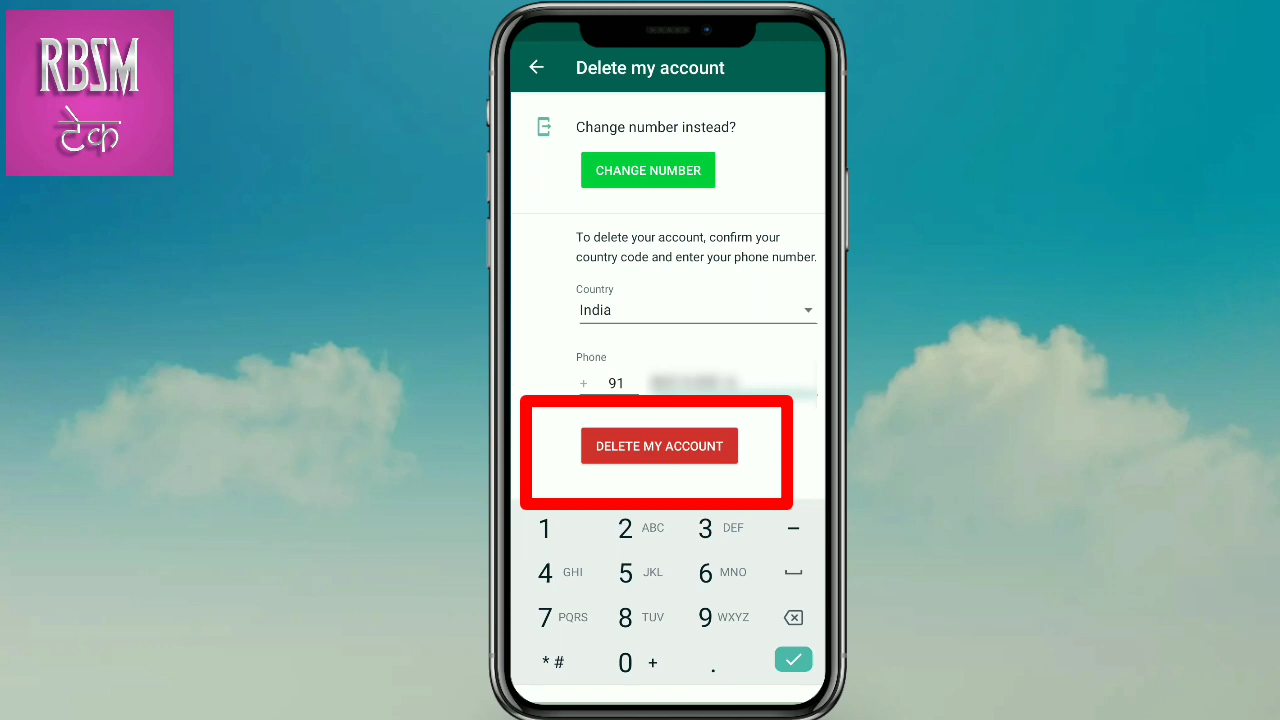 RBSM
टेक
Delete my account
Change number instead?
CHANGE NUMBER
To delete your account, confirm your
country code and enter your phone number.
Country
India
Phone
+ 91
DELETE MY ACCOUNT
1 2 ABC 3 DEF –
4 GHI 5 JKL 6 MNO
7 PQRS 8 TUV 9 WXYZ
* # 0 + .